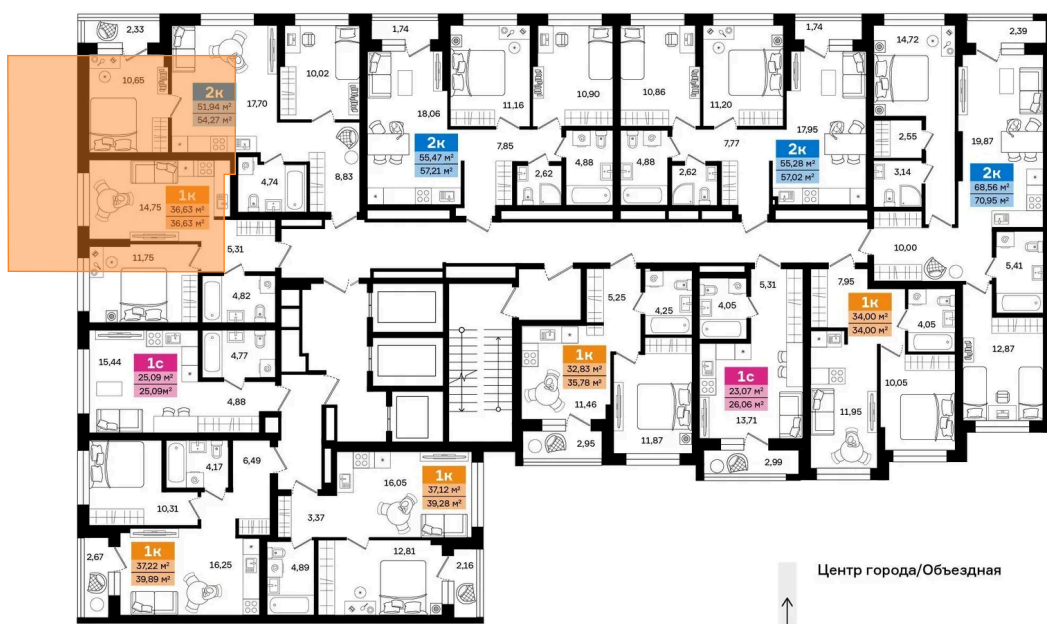 2,33
10,65
2к
51,94 м²
54,27 м²
17,70
10,02
4,74
8,83
1,74
18,06
2к
55,47 м²
57,21 м²
11,16
7,85
2,62
10,90
4,88
10,86
4,88
11,20
7,77
2,62
1,74
17,95
2к
55,28 м²
57,02 м²
14,72
2,55
3,14
2,39
19,87
2к
68,56 м²
70,95 м²
10,00
5,41
12,87
14,75
1к
36,63 м²
36,63 м²
11,75
5,31
4,82
15,44
1с
25,09 м²
25,09м²
4,77
4,88
5,25
4,25
1к
32,83 м²
35,78 м²
11,46
2,95
11,87
4,05
5,31
1с
23,07 м²
26,06 м²
13,71
2,99
7,95
1к
34,00 м²
34,00 м²
4,05
10,05
11,95
4,17
6,49
10,31
2,67
1к
37,22 м²
39,89 м²
16,25
16,05
1к
37,12 м²
39,28 м²
3,37
4,89
12,81
2,16
Центр города/Объездная